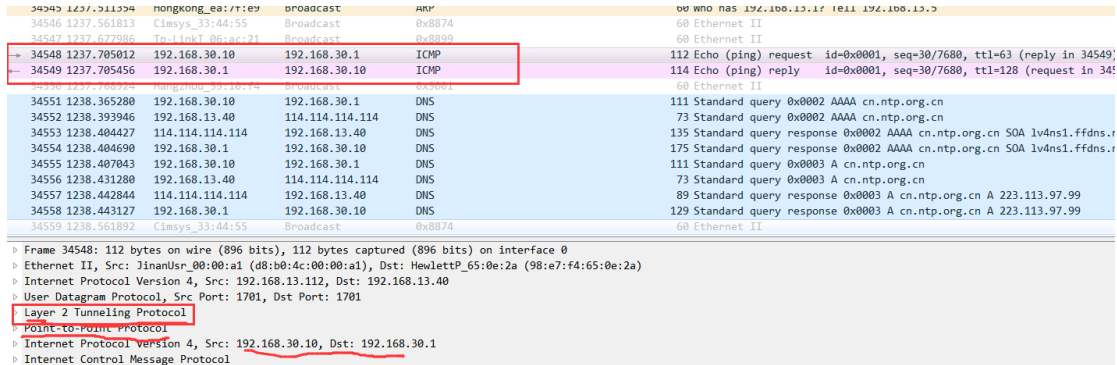 34545 1237.511354 Hongkong_ea:7f:e9 Broadcast ARP 60 Who has 192.168.13.1? Tell 192.168.13.5
34546 1237.561813 Cimsys_33:44:55 Broadcast 0x8874 60 Ethernet II
34547 1237.677986 Tp-LinkT_06:ac:21 Broadcast 0x8899 60 Ethernet II
34548 1237.705012 192.168.30.10 192.168.30.1 ICMP 112 Echo (ping) request id=0x0001, seq=30/7680, ttl=63 (reply in 34549)
34549 1237.705456 192.168.30.1 192.168.30.10 ICMP 114 Echo (ping) reply id=0x0001, seq=30/7680, ttl=128 (request in 345
34550 1237.768924 Broadcast 60 Ethernet II
34551 1238.365280 192.168.30.10 192.168.30.1 DNS 111 Standard query 0x0002 AAAA cn.ntp.org.cn
34552 1238.393946 192.168.13.40 114.114.114.114 DNS 73 Standard query 0x0002 AAAA cn.ntp.org.cn
34553 1238.404427 114.114.114.114 192.168.13.40 DNS 135 Standard query response 0x0002 AAAA cn.ntp.org.cn SOA lv4ns1.ffdns.n
34554 1238.404690 192.168.30.1 192.168.30.10 DNS 175 Standard query response 0x0002 AAAA cn.ntp.org.cn SOA lv4ns1.ffdns.n
34555 1238.407043 192.168.30.10 192.168.30.1 DNS 111 Standard query 0x0003 A cn.ntp.org.cn
34556 1238.431280 192.168.13.40 114.114.114.114 DNS 73 Standard query 0x0003 A cn.ntp.org.cn
34557 1238.442844 114.114.114.114 192.168.13.40 DNS 89 Standard query response 0x0003 A cn.ntp.org.cn A 223.113.97.99
34558 1238.443127 192.168.30.1 192.168.30.10 DNS 129 Standard query response 0x0003 A cn.ntp.org.cn A 223.113.97.99
34559 1238.561892 Cimsys_33:44:55 Broadcast 0x8874 60 Ethernet II
Frame 34548: 112 bytes on wire (896 bits), 112 bytes captured (896 bits) on interface 0
Ethernet II, Src: JinanUsr_00:00:a1 (d8:b0:4c:00:00:a1), Dst: HewlettP_65:0e:2a (98:e7:f4:65:0e:2a)
Internet Protocol Version 4, Src: 192.168.13.112, Dst: 192.168.13.40
User Datagram Protocol, Src Port: 1701, Dst Port: 1701
Layer 2 Tunneling Protocol
Point-to-Point Protocol
Internet Protocol Version 4, Src: 192.168.30.10, Dst: 192.168.30.1
Internet Control Message Protocol